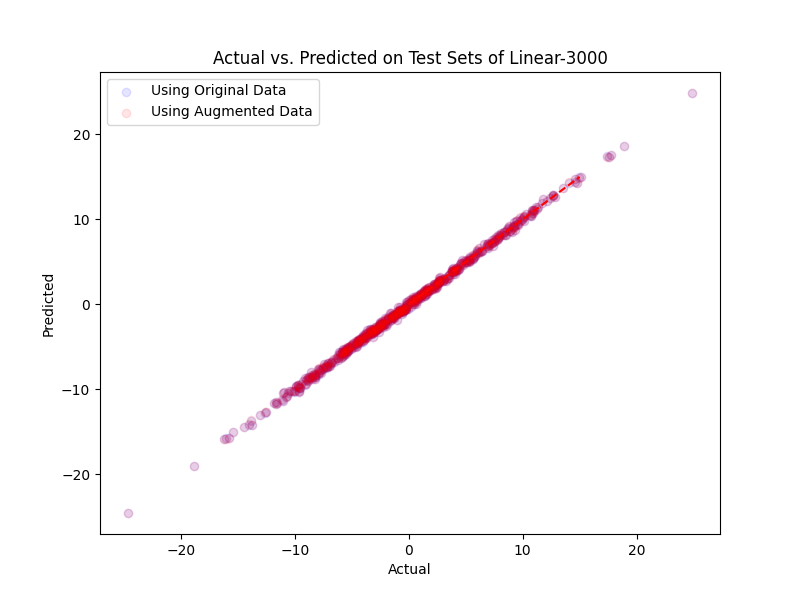 Actual vs. Predicted on Test Sets of Linear-3000
Using Original Data
Using Augmented Data
20
10
0
−10
−20
Predicted
−20 −10 0 10 20
Actual